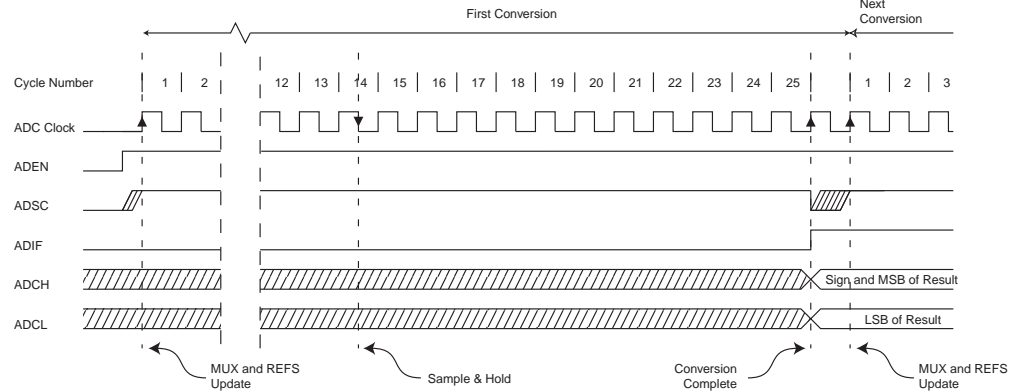 Next
Conversion
First Conversion
Cycle Number 1 2 12 13 14 15 16 17 18 19 20 21 22 23 24 25 1 2 3
ADC Clock
ADEN
ADSC
ADIF
ADCH Sign and MSB of Result
ADCL LSB of Result
MUX and REFS
Update
Sample & Hold
Conversion
Complete
MUX and REFS
Update